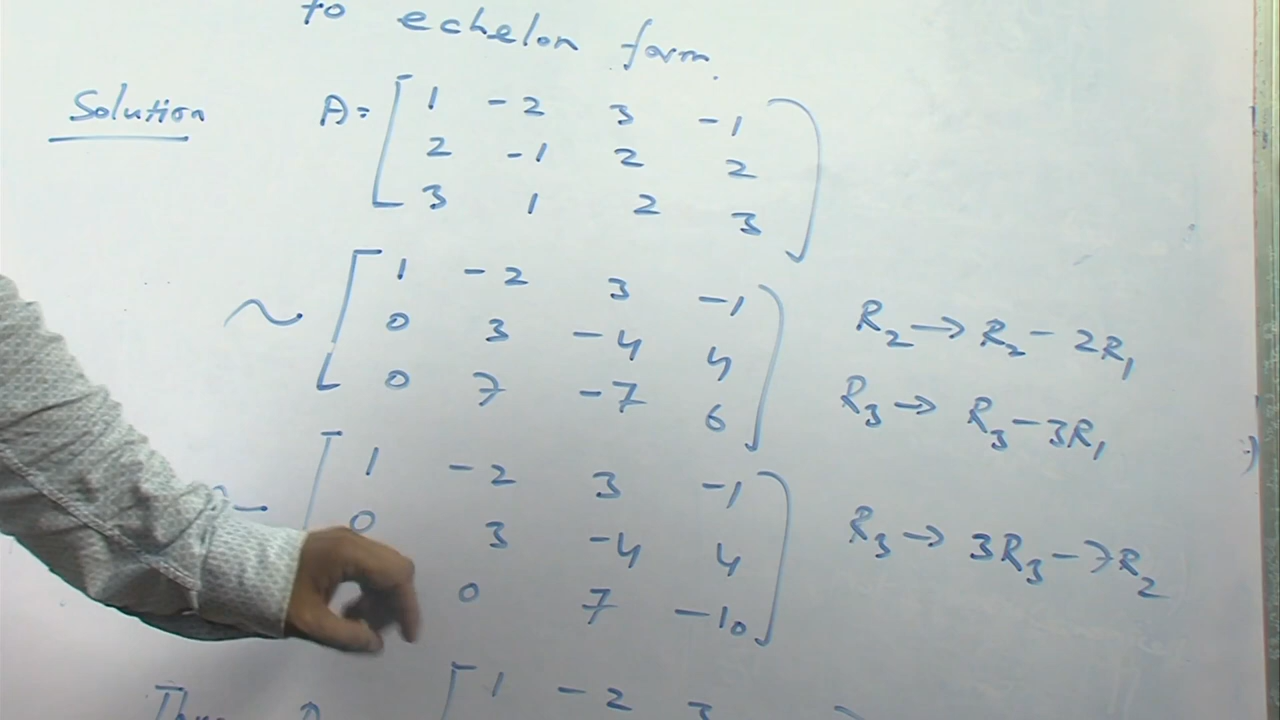 to echelon form.
Solution A = [ 1 -2 3 -1
2 -1 2 2
3 1 2 3 ]
~ [ 1 -2 3 -1
0 3 -4 4 R₂ → R₂ - 2R₁
0 7 -7 6 ] R₃ → R₃ - 3R₁
~ [ 1 -2 3 -1
0 3 -4 4 R₃ → 3R₃ - 7R₂
0 7 -10 ]
[ 1 -2 3